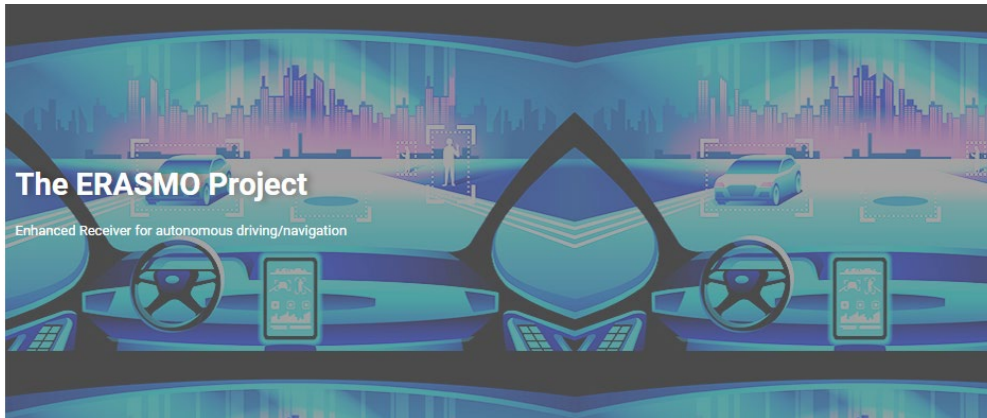 The ERASMO Project
Enhanced Receiver for autonomous driving/navigation